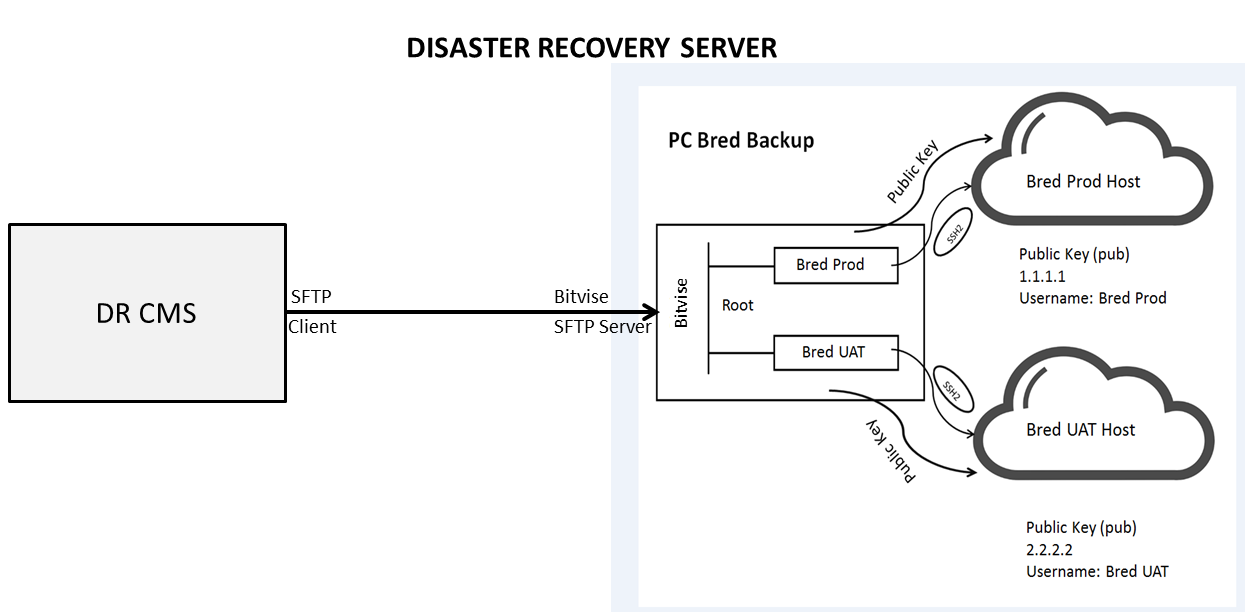 DISASTER RECOVERY SERVER
PC Bred Backup
Public Key
Bred Prod Host
SSH2
Public Key (pub)
1.1.1.1
Username: Bred Prod
DR CMS
SFTP
Client
Bitvise
SFTP Server
Bitvise
Root
Bred Prod
Bred UAT
SSH2
Public Key
Bred UAT Host
Public Key (pub)
2.2.2.2
Username: Bred UAT